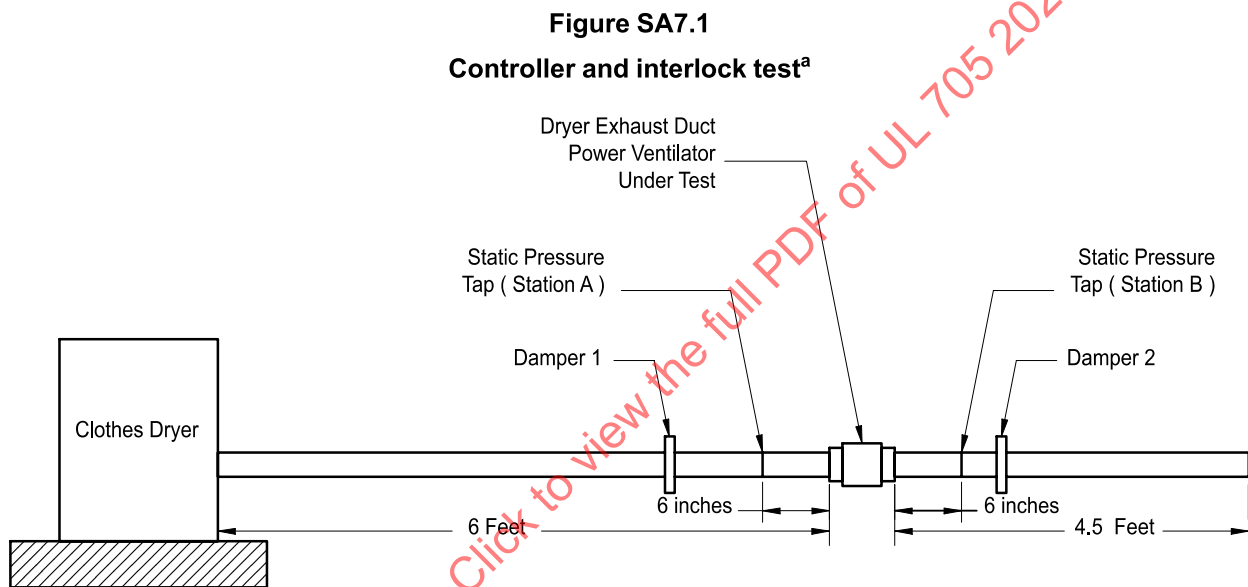 Figure SA7.1
Controller and interlock testª
Dryer Exhaust Duct
Power Ventilator
Under Test
Static Pressure
Tap ( Station A )
Static Pressure
Tap ( Station B )
Damper 1
Damper 2
Clothes Dryer
6 inches
6 inches
6 Feet
4.5 Feet
Click to view the full PDF of UL 705 202